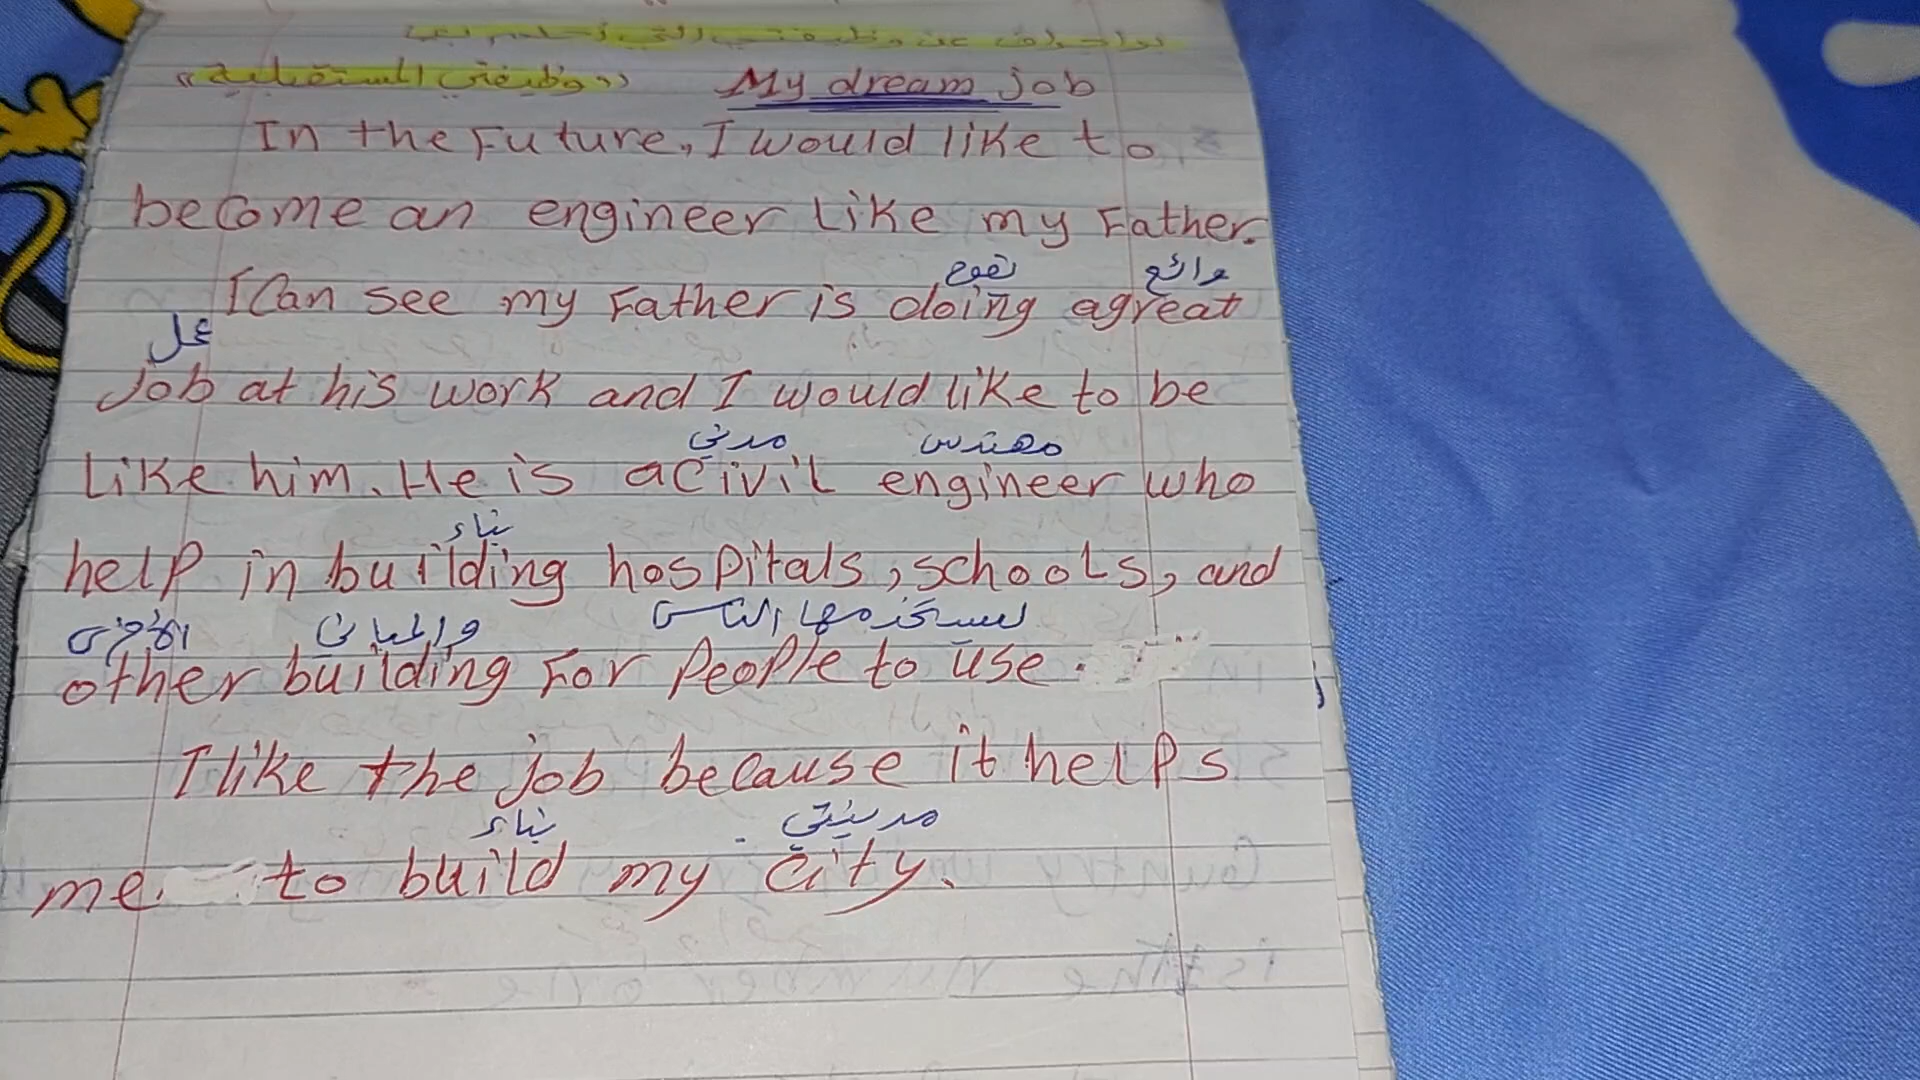 «وظيفتي المستقبلية» My dream job
In the Future, I would like to
become an engineer like my Father.
تقوم رائع
I Can see my Father is doing a great
عمل
Job at his work and I would like to be
مدني مهندس
Like him. He is a Civil engineer who
بناء
help in building hospitals, schools, and
الأخرى والمباني ليستخدمها الناس
other building For People to use.
I like the job because it helps
بناء مدينتي
me to build my city.